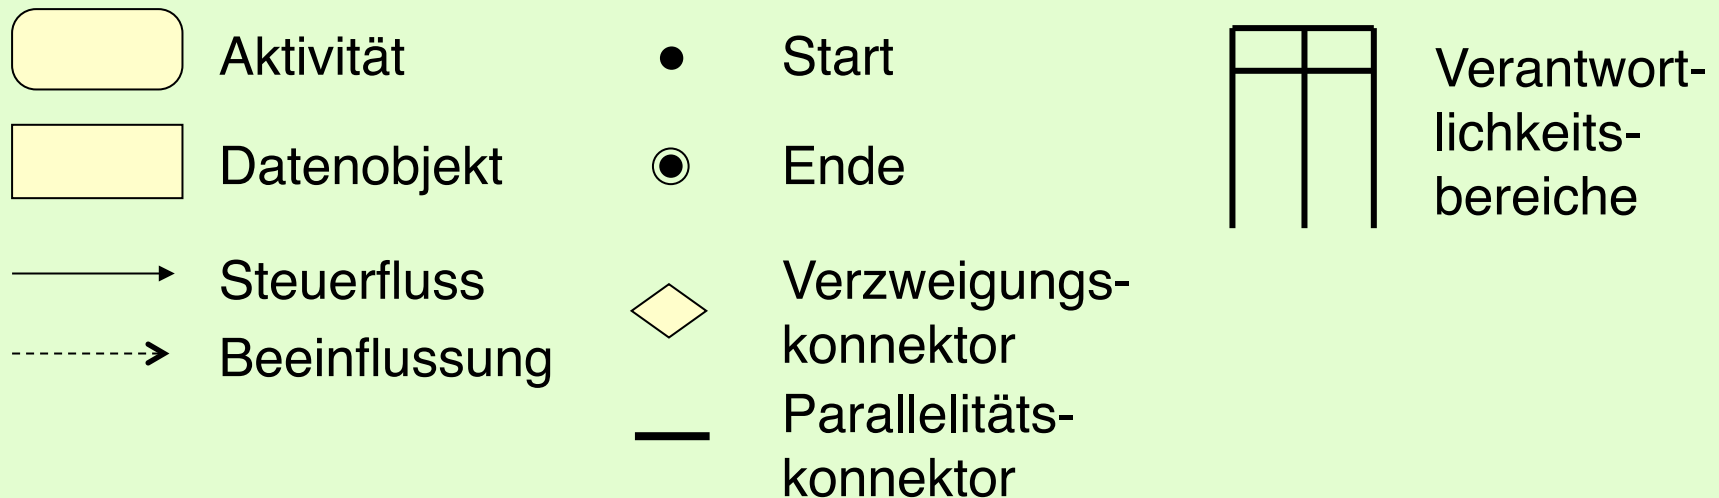 Aktivität
Datenobjekt
Steuerfluss
Beeinflussung
Start
Ende
Verzweigungs-
konnektor
Parallelitäts-
konnektor
Verantwort-
lichkeits-
bereiche